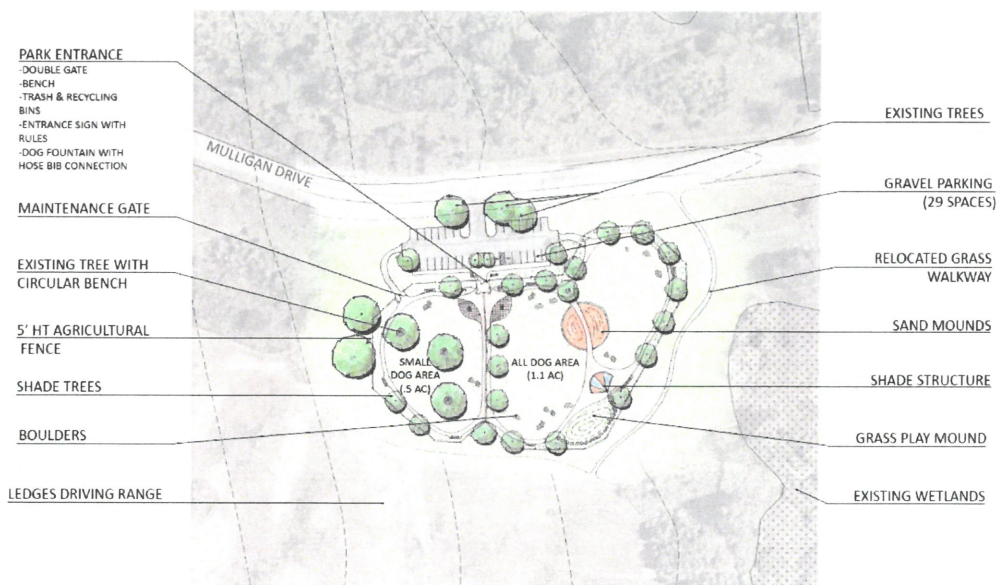 PARK ENTRANCE
-DOUBLE GATE
-BENCH
-TRASH & RECYCLING
BINS
-ENTRANCE SIGN WITH
RULES
-DOG FOUNTAIN WITH
HOSE BIB CONNECTION
MAINTENANCE GATE
EXISTING TREE WITH
CIRCULAR BENCH
5' HT AGRICULTURAL
FENCE
SHADE TREES
BOULDERS
LEDGES DRIVING RANGE
MULLIGAN DRIVE
SMALL
DOG AREA
(.5 AC)
ALL DOG AREA
(1.1 AC)
EXISTING TREES
GRAVEL PARKING
(29 SPACES)
RELOCATED GRASS
WALKWAY
SAND MOUNDS
SHADE STRUCTURE
GRASS PLAY MOUND
EXISTING WETLANDS